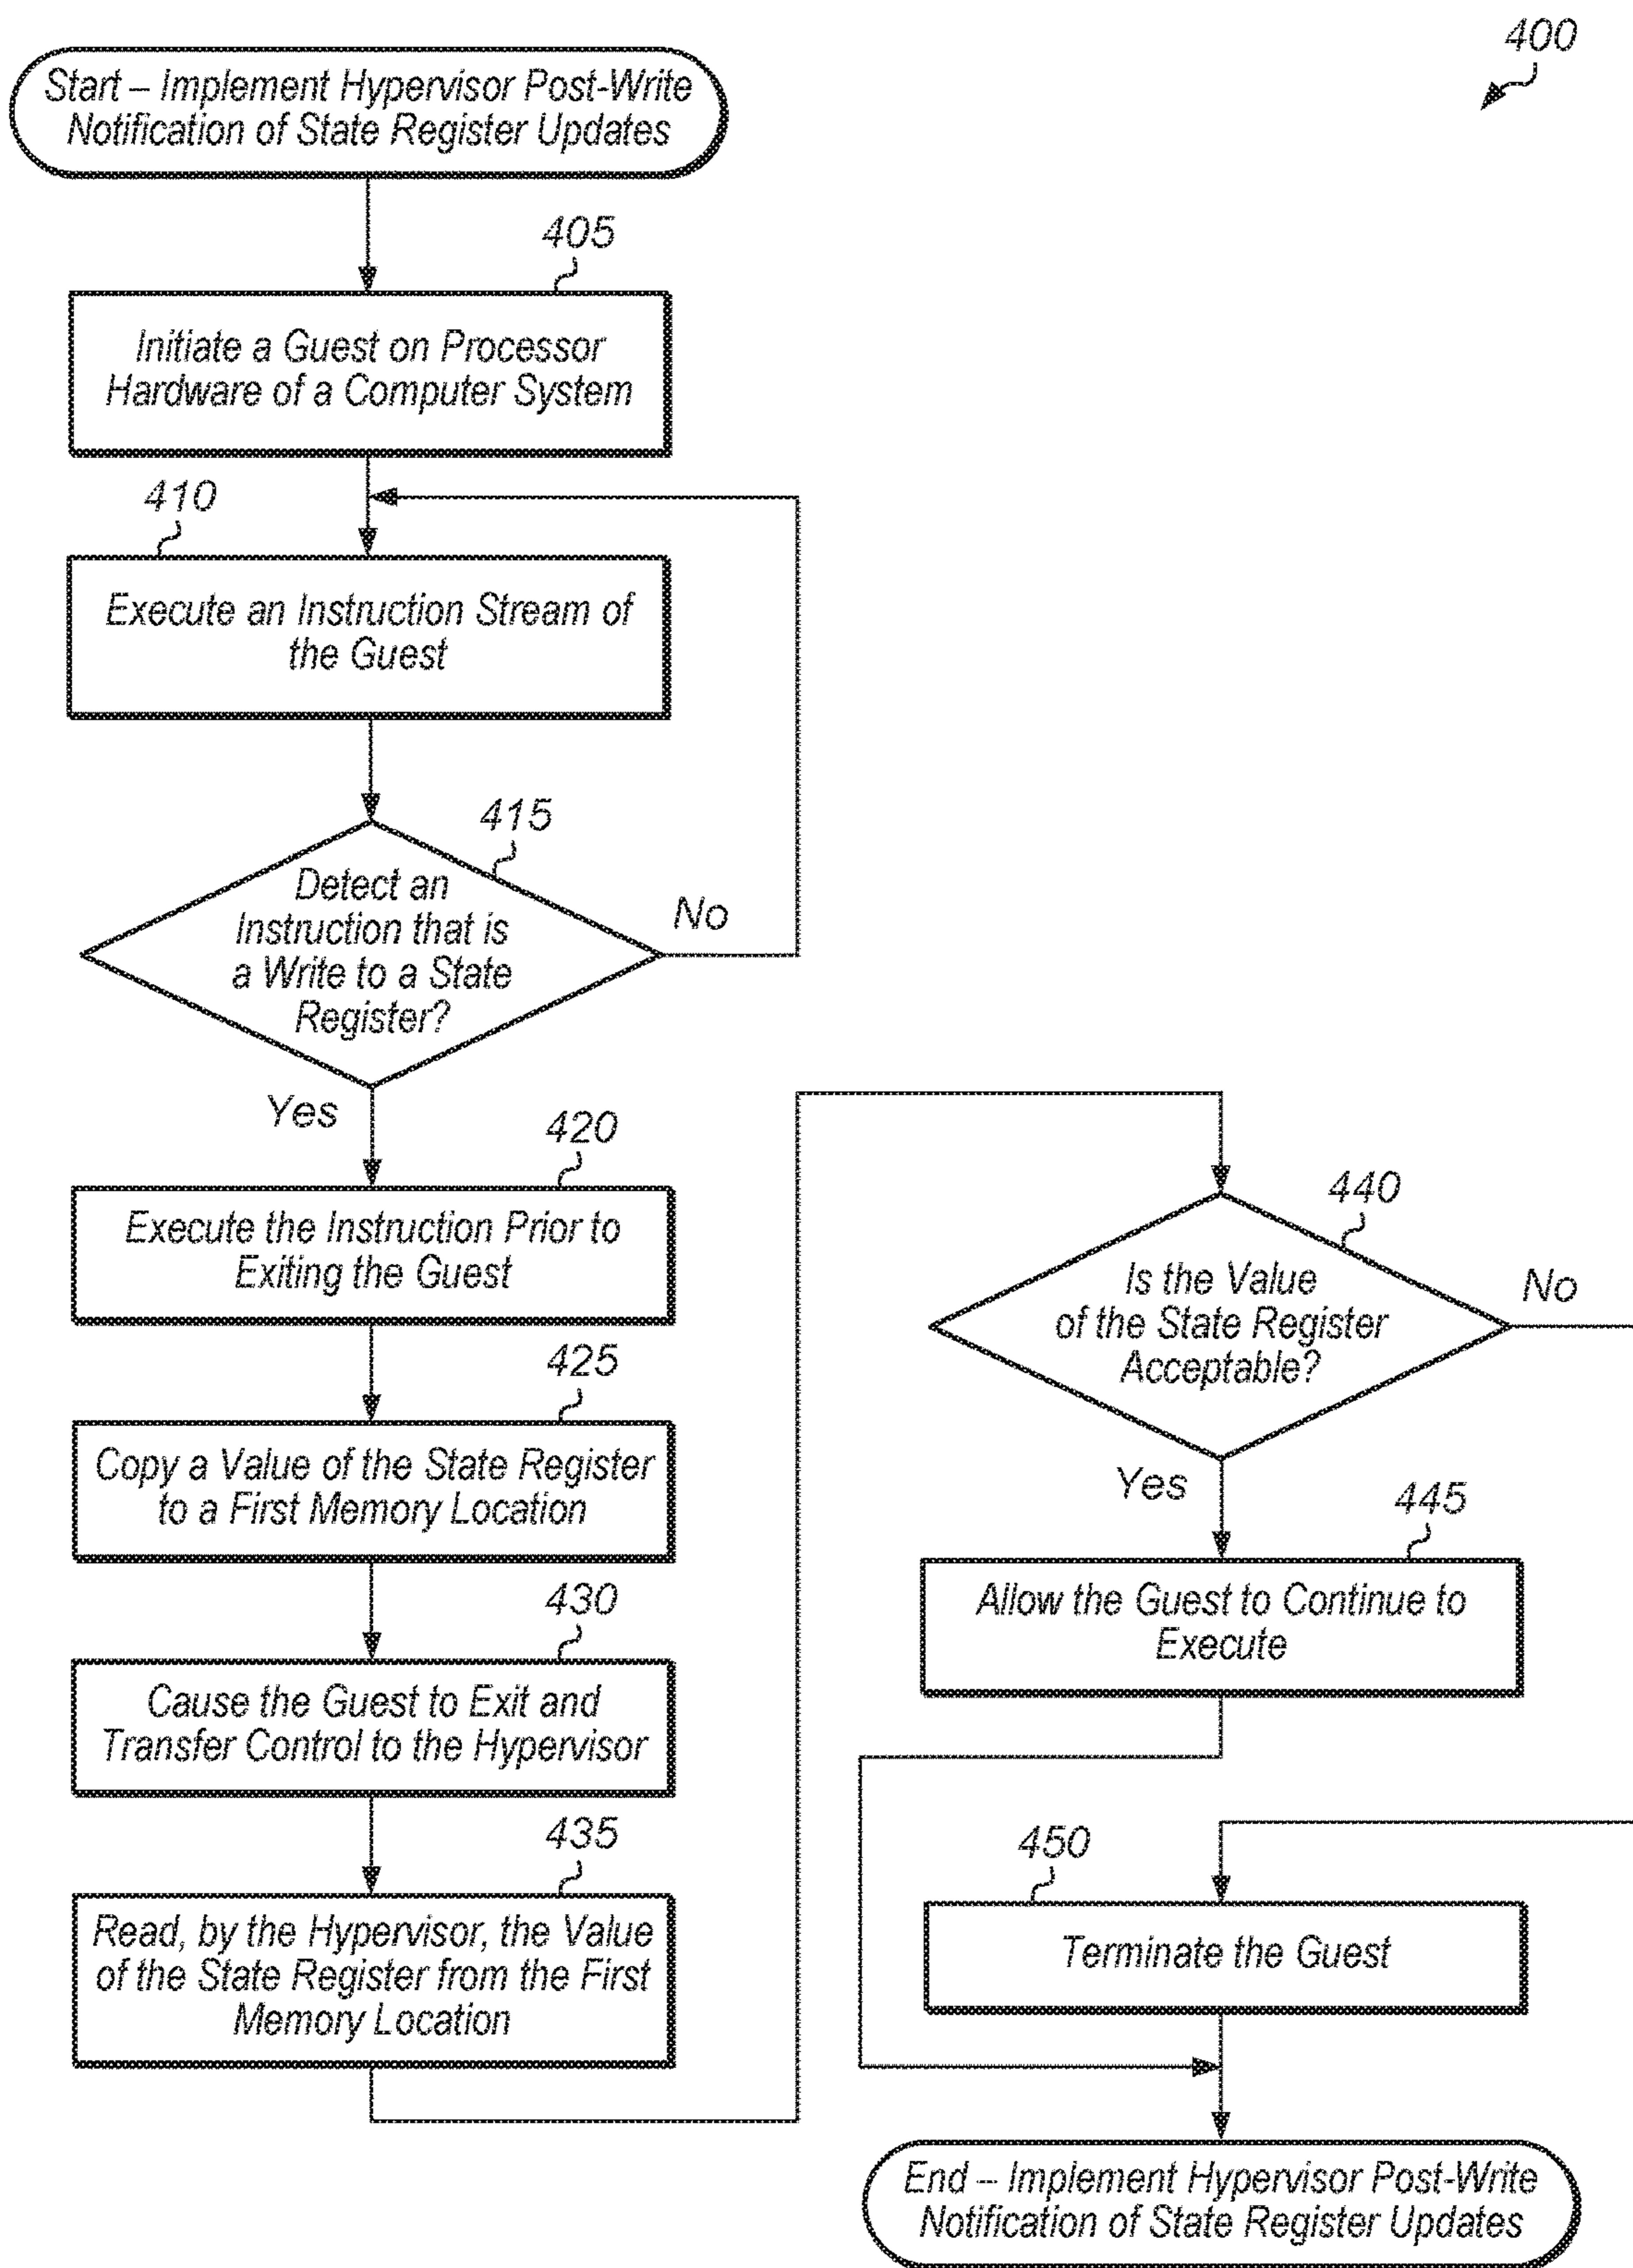 400
Start – Implement Hypervisor Post-Write
Notification of State Register Updates
405
Initiate a Guest on Processor
Hardware of a Computer System
410
Execute an Instruction Stream of
the Guest
415
Detect an
Instruction that is
a Write to a State
Register?
No
Yes
420
Execute the Instruction Prior to
Exiting the Guest
425
Copy a Value of the State Register
to a First Memory Location
430
Cause the Guest to Exit and
Transfer Control to the Hypervisor
435
Read, by the Hypervisor, the Value
of the State Register from the First
Memory Location
440
Is the Value
of the State Register
Acceptable?
No
Yes
445
Allow the Guest to Continue to
Execute
450
Terminate the Guest
End – Implement Hypervisor Post-Write
Notification of State Register Updates